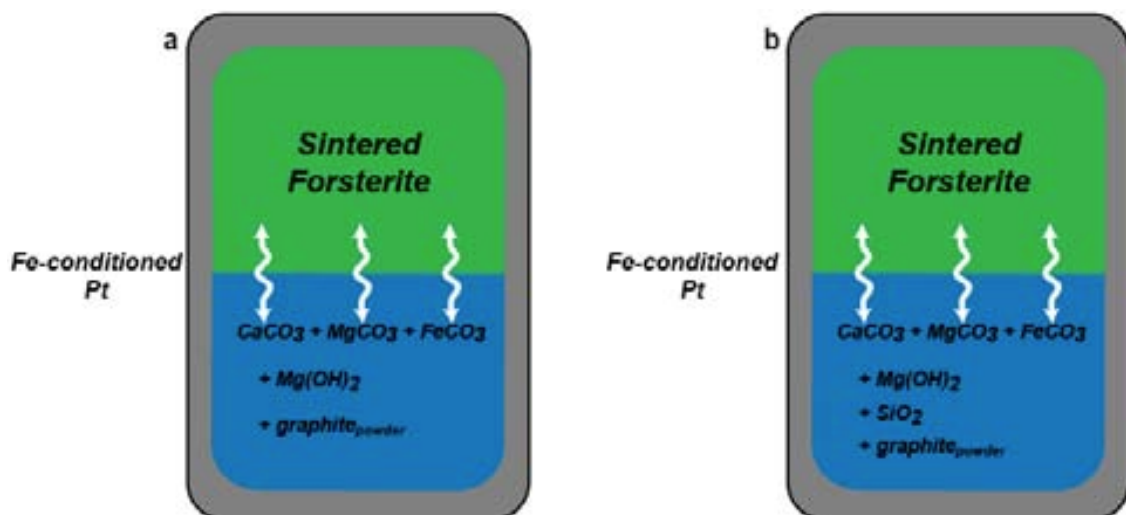 a
Sintered
Forsterite
Fe-conditioned
Pt
CaCO3 + MgCO3 + FeCO3
+ Mg(OH)2
+ graphitepowder
b
Sintered
Forsterite
Fe-conditioned
Pt
CaCO3 + MgCO3 + FeCO3
+ Mg(OH)2
+ SiO2
+ graphitepowder